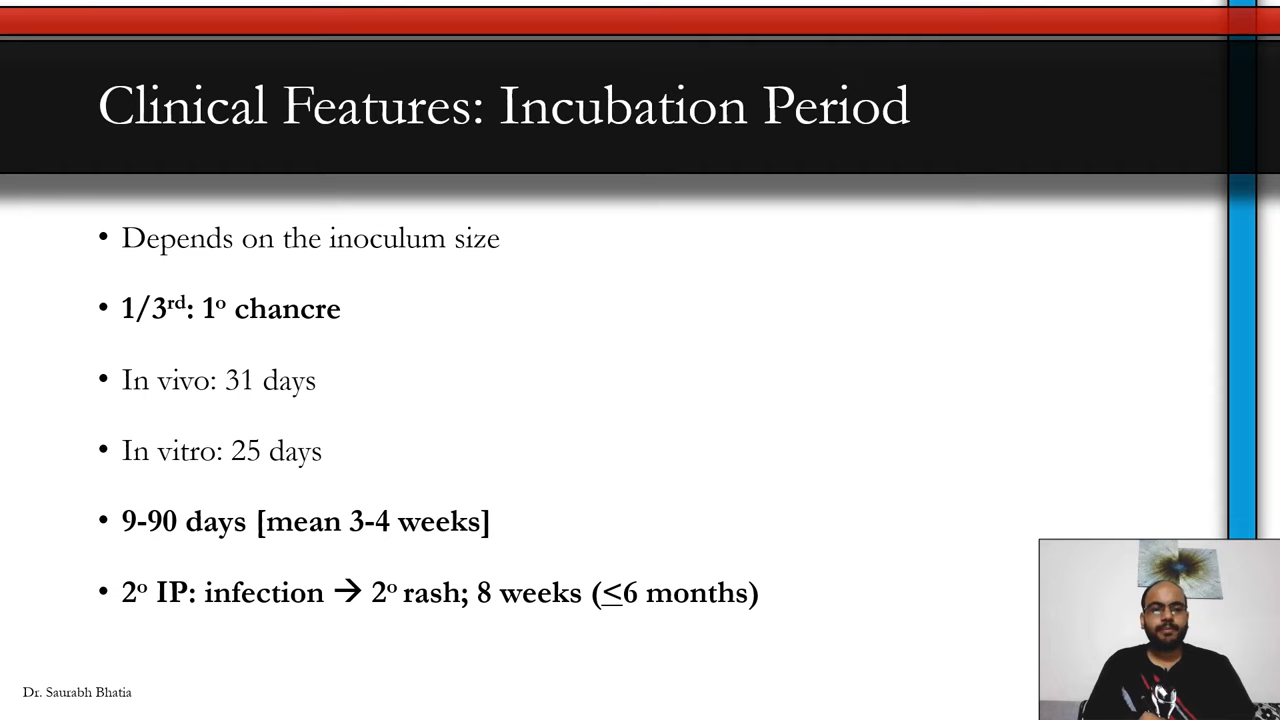 Clinical Features: Incubation Period
• Depends on the inoculum size
• 1/3rd: 1o chancre
• In vivo: 31 days
• In vitro: 25 days
• 9-90 days [mean 3-4 weeks]
• 2o IP: infection → 2o rash; 8 weeks (≤6 months)
Dr. Saurabh Bhatia